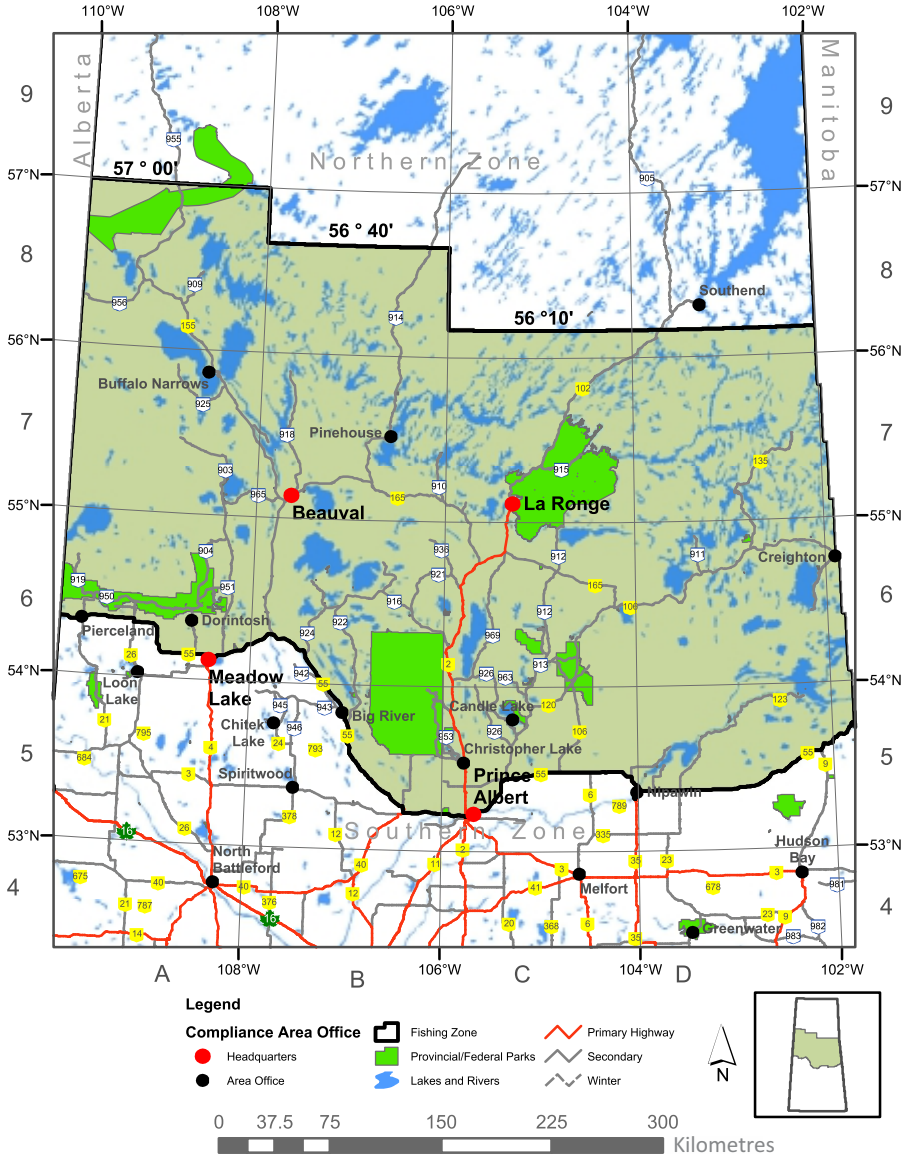 110°W 108°W 106°W 104°W 102°W
Alberta
Manitoba
9
9
955
Northern Zone
57 ° 00'
57°N
57°N
905
56 ° 40'
8
8
909
956
Southend
914
155
56 °10'
56°N
56°N
Buffalo Narrows
102
925
7
7
918
Pinehouse
135
903
915
965
910
165
55°N
55°N
Beauval
La Ronge
904
936
912
911
Creighton
919
921
951
165
950
916
6
6
106
912
922
Pierceland
Dorintosh
924
969
26
55
2
913
54°N
54°N
942
926
963
Meadow
Lake
Loon
Lake
55
123
945
943
Candle Lake
120
21
Chitek
Lake
946
Big River
926
106
795
55
953
24
793
4
Christopher Lake
55
5
5
684
9
3
Spiritwood
Prince
Albert
55
Nipawin
6
789
378
26
16
12
Southern Zone
335
53°N
53°N
Hudson
Bay
2
North
Battleford
40
11
35
23
3
3
675
40
40
12
41
Melfort
678
981
4
4
21
787
376
16
20
368
6
23
9
982
14
35
Greenwater
983
108°W 106°W 104°W 102°W
A B C D
Legend
Compliance Area Office
Headquarters
Area Office
Fishing Zone
Provincial/Federal Parks
Lakes and Rivers
Primary Highway
Secondary
Winter
N
0 37.5 75 150 225 300
Kilometres